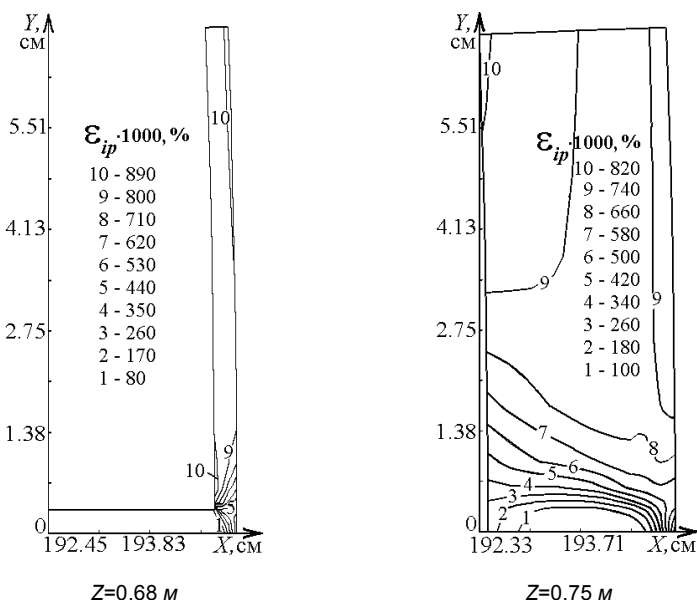 Y,
см
10
5.51
ε_ip·1000, %
10 - 890
9 - 800
8 - 710
4.13
7 - 620
6 - 530
5 - 440
4 - 350
2.75
3 - 260
2 - 170
1 - 80
1.38
9
10
5
0
1
192.45 193.83 X, см
Z=0.68 м
Y,
см
10
5.51
ε_ip·1000, %
10 - 820
9 - 740
8 - 660
4.13
7 - 580
6 - 500
5 - 420
9
4 - 340
9
2.75
3 - 260
2 - 180
1 - 100
1.38
7
8
6
5
4
3
2
1
0
192.33 193.71 X, см
Z=0.75 м